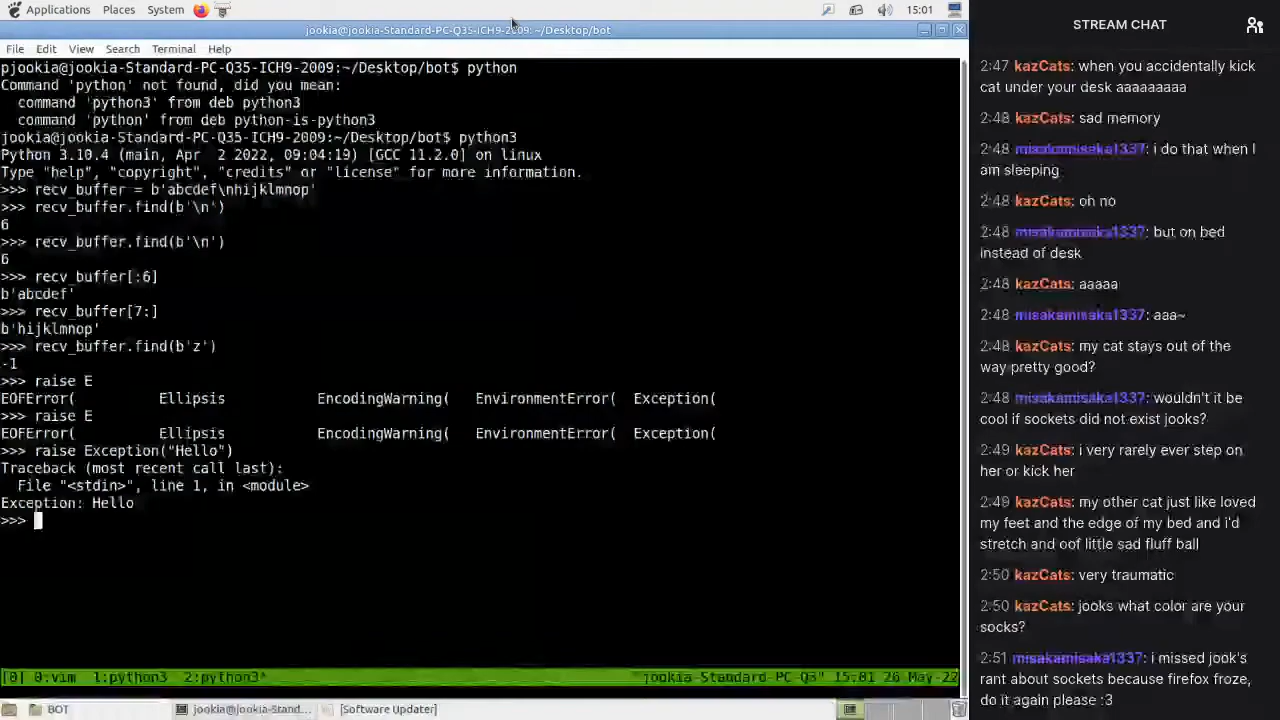 Applications Places System 15:01
jookia@jookia-Standard-PC-Q35-ICH9-2009: ~/Desktop/bot
File Edit View Search Terminal Help
pjookia@jookia-Standard-PC-Q35-ICH9-2009:~/Desktop/bot$ python
Command 'python' not found, did you mean:
  command 'python3' from deb python3
  command 'python' from deb python-is-python3
jookia@jookia-Standard-PC-Q35-ICH9-2009:~/Desktop/bot$ python3
Python 3.10.4 (main, Apr  2 2022, 09:04:19) [GCC 11.2.0] on linux
Type "help", "copyright", "credits" or "license" for more information.
>>> recv_buffer = b'abcdef\nhijklmnop'
>>> recv_buffer.find(b'\n')
6
>>> recv_buffer.find(b'\n')
6
>>> recv_buffer[:6]
b'abcdef'
>>> recv_buffer[7:]
b'hijklmnop'
>>> recv_buffer.find(b'z')
-1
>>> raise E
EOFError(          Ellipsis           EncodingWarning(   EnvironmentError(  Exception(
>>> raise E
EOFError(          Ellipsis           EncodingWarning(   EnvironmentError(  Exception(
>>> raise Exception("Hello")
Traceback (most recent call last):
  File "<stdin>", line 1, in <module>
Exception: Hello
>>>
[0] 0:vim  1:python3  2:python3* "jookia-Standard-PC-Q3" 15:01 26 May-22
BOT jookia@jookia-Stand... [Software Updater]
STREAM CHAT
2:47 kazCats: when you accidentally kick
cat under your desk aaaaaaaaa
2:48 kazCats: sad memory
2:48 misakamisaka1337: i do that when I
am sleeping
2:48 kazCats: oh no
2:48 misakamisaka1337: but on bed
instead of desk
2:48 kazCats: aaaaa
2:48 misakamisaka1337: aaa~
2:48 kazCats: my cat stays out of the
way pretty good?
2:48 misakamisaka1337: wouldn't it be
cool if sockets did not exist jooks?
2:49 kazCats: i very rarely ever step on
her or kick her
2:49 kazCats: my other cat just like loved
my feet and the edge of my bed and i'd
stretch and oof little sad fluff ball
2:50 kazCats: very traumatic
2:50 kazCats: jooks what color are your
socks?
2:51 misakamisaka1337: i missed jook's
rant about sockets because firefox froze,
do it again please :3